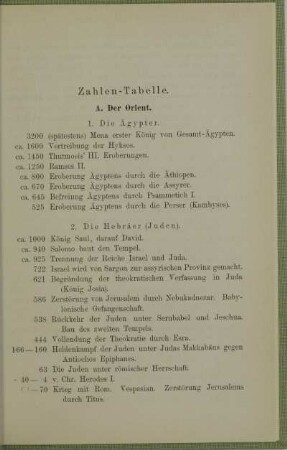 Zahlen-Tabelle.
A. Der Orient.
1. Die Ägypter.
3200 (spätestens) Mena erster König von Gesamt-Ägypten.
ca. 1600 Vertreibung der Hyksos.
ca. 1480 Thutmosis' III. Eroberungen.
ca. 1250 Ramses II.
ca. 800 Eroberung Ägyptens durch die Äthiopen.
ca. 670 Eroberung Ägyptens durch die Assyrer.
ca. 645 Befreiung Ägyptens durch Psammetich I.
525 Eroberung Ägyptens durch die Perser (Kambyses).
2. Die Hebräer (Juden).
ca. 1000 König Saul, darauf David.
ca. 940 Salomo baut den Tempel.
ca. 925 Trennung der Reiche Israel und Juda.
722 Israel wird von Sargon zur assyrischen Provinz gemacht.
621 Begründung der theokratischen Verfassung in Juda
(König Josia).
586 Zerstörung von Jerusalem durch Nebukadnezar. Baby-
lonische Gefangenschaft.
538 Rückkehr der Juden unter Serubabel und Jeschua.
Bau des zweiten Tempels.
444 Vollendung der Theokratie durch Esra.
166—160 Heldenkampf der Juden unter Judas Makkabäus gegen
Antiochos Epiphanes.
63 Die Juden unter römischer Herrschaft.
40— 4 v. Chr. Herodes I.
—70 Krieg mit Rom. Vespasian Zerstörung Jerusalems
durch Titus.